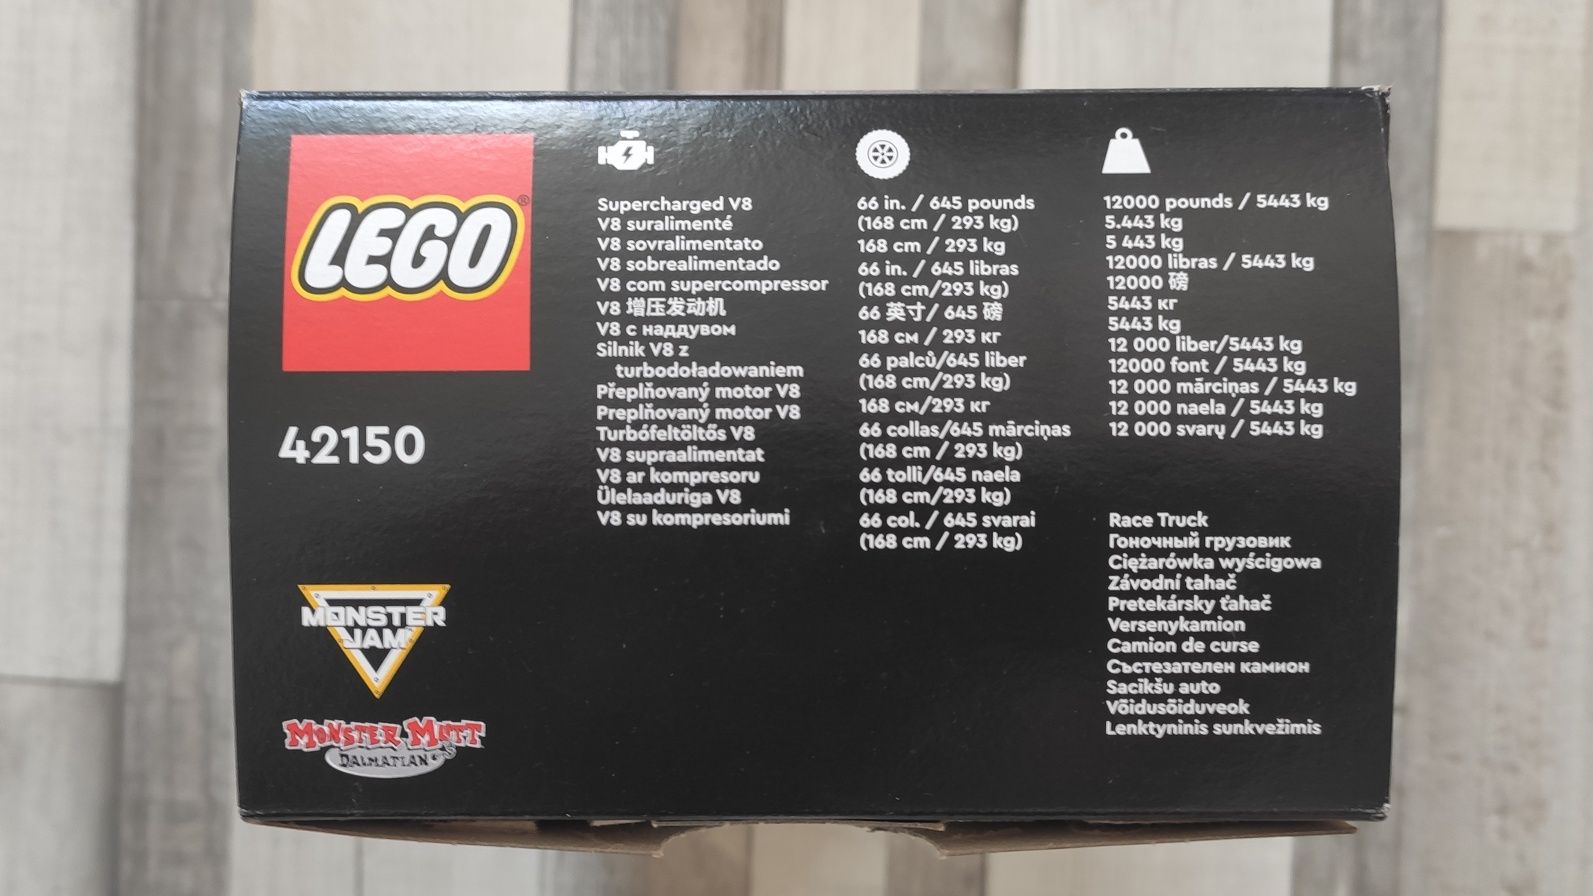 LEGO®
42150
MONSTER
JAM
MONSTER MUTT
DALMATIAN
Supercharged V8
V8 suralimenté
V8 sovralimentato
V8 sobrealimentado
V8 com supercompressor
V8 增压发动机
V8 с наддувом
Silnik V8 z
turbodoładowaniem
Přeplňovaný motor V8
Preplňovaný motor V8
Turbófeltöltős V8
V8 supraalimentat
V8 ar kompresoru
Ülelaaduriga V8
V8 su kompresoriumi
66 in. / 645 pounds
(168 cm / 293 kg)
168 cm / 293 kg
66 in. / 645 libras
(168 cm/293 kg)
66 英寸/ 645 磅
168 см / 293 кг
66 palců/645 liber
(168 cm/293 kg)
168 см/293 кг
66 collas/645 mārciņas
(168 cm / 293 kg)
66 tolli/645 naela
(168 cm/293 kg)
66 col. / 645 svarai
(168 cm / 293 kg)
12000 pounds / 5443 kg
5.443 kg
5 443 kg
12000 libras / 5443 kg
12000 磅
5443 кг
5443 kg
12 000 liber/5443 kg
12000 font / 5443 kg
12 000 mārciņas / 5443 kg
12 000 naela / 5443 kg
12 000 svarų / 5443 kg
Race Truck
Гоночный грузовик
Ciężarówka wyścigowa
Závodní tahač
Pretekársky ťahač
Versenykamion
Camion de curse
Състезателен камион
Sacīkšu auto
Võidusõiduveok
Lenktyninis sunkvežimis